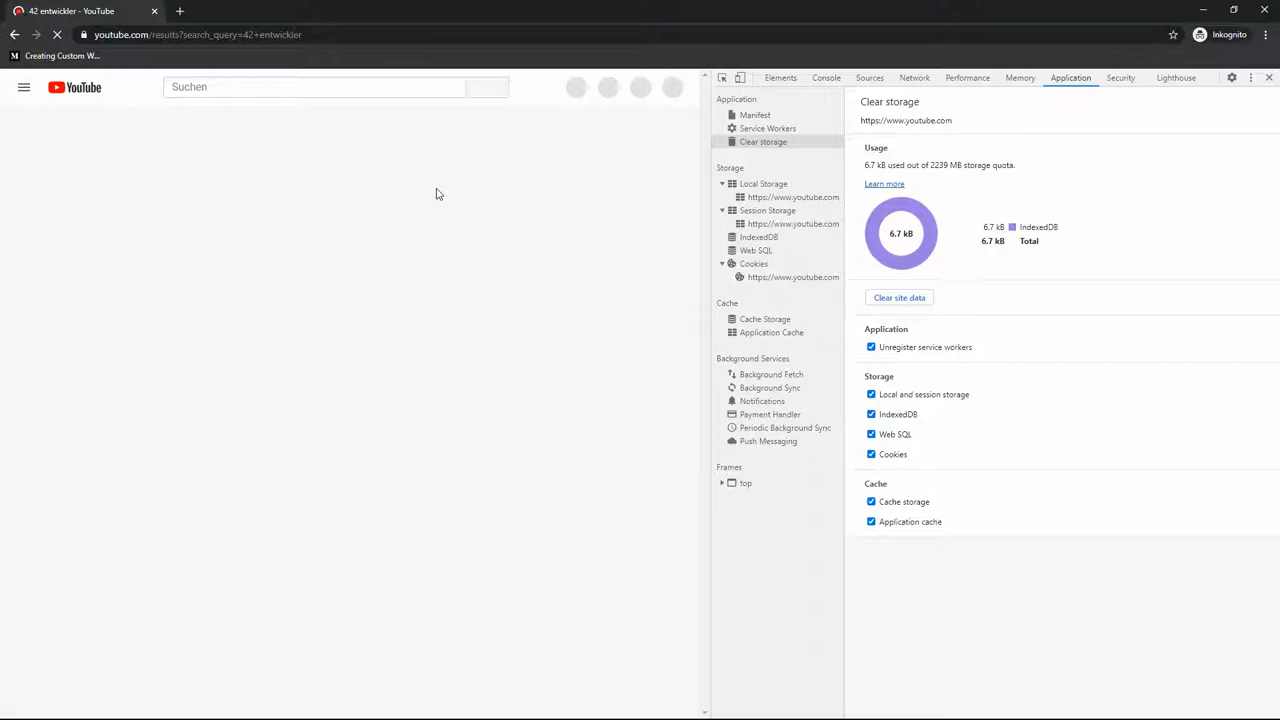 42 entwickler - YouTube
youtube.com/results?search_query=42+entwickler
Inkognito
M Creating Custom W...
YouTube
Suchen
Elements Console Sources Network Performance Memory Application Security Lighthouse
Application
Manifest
Service Workers
Clear storage
Storage
Local Storage
https://www.youtube.com
Session Storage
https://www.youtube.com
IndexedDB
Web SQL
Cookies
https://www.youtube.com
Cache
Cache Storage
Application Cache
Background Services
Background Fetch
Background Sync
Notifications
Payment Handler
Periodic Background Sync
Push Messaging
Frames
top
Clear storage
https://www.youtube.com
Usage
6.7 kB used out of 2239 MB storage quota.
Learn more
6.7 kB
6.7 kB IndexedDB
6.7 kB Total
Clear site data
Application
Unregister service workers
Storage
Local and session storage
IndexedDB
Web SQL
Cookies
Cache
Cache storage
Application cache